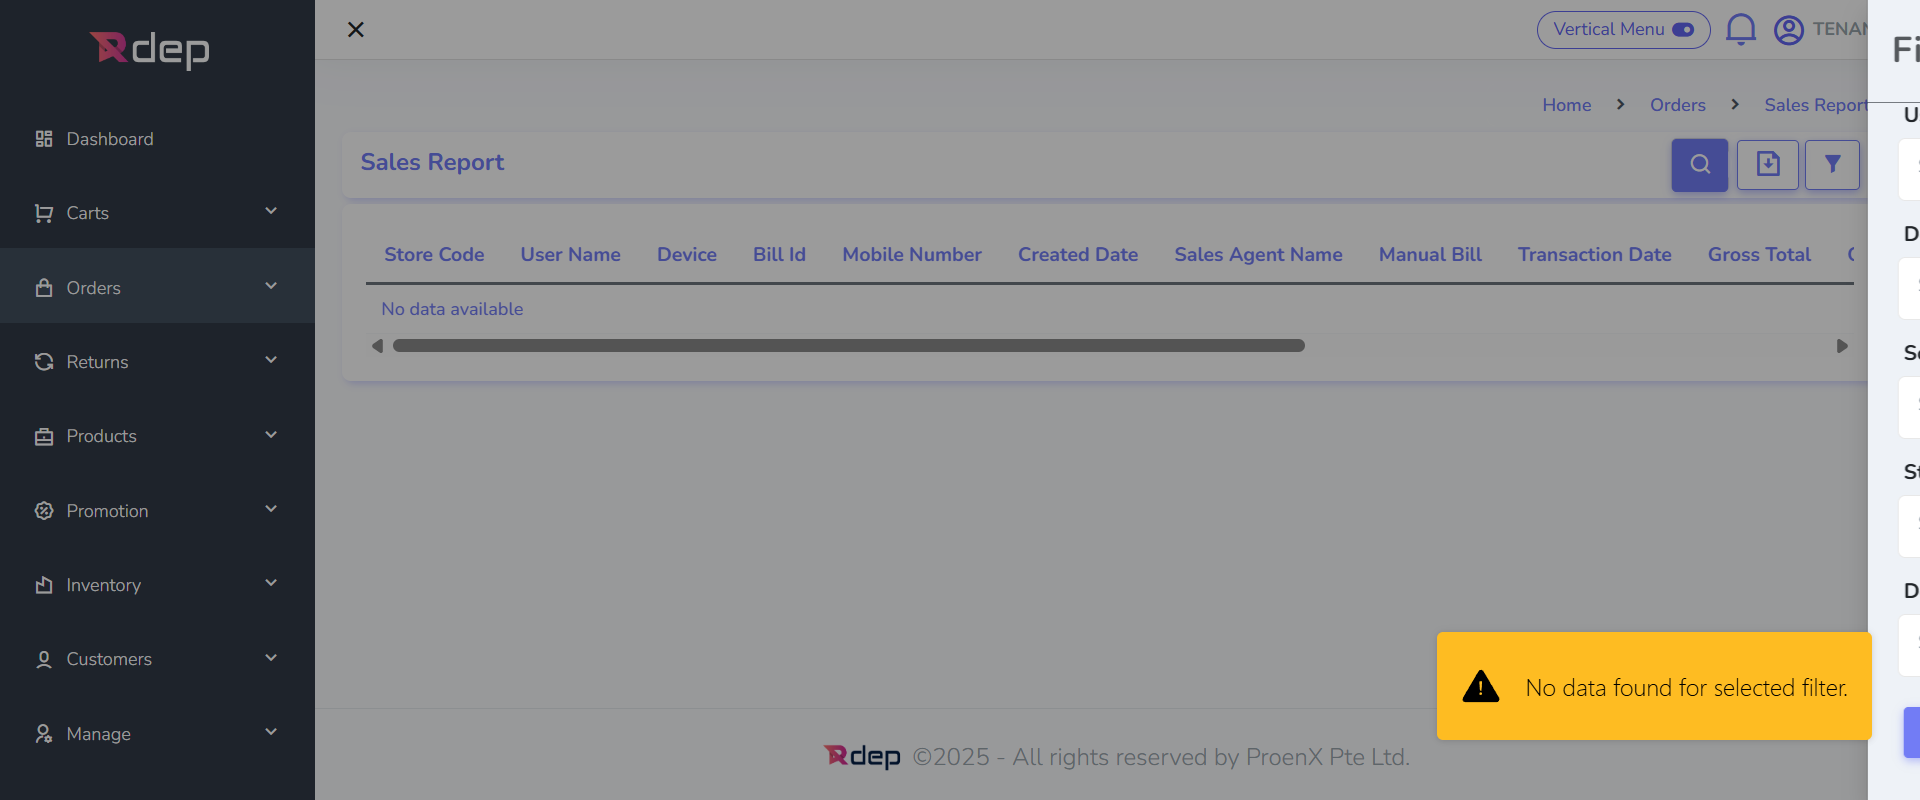 Rdep
Dashboard
Carts
Orders
Returns
Products
Promotion
Inventory
Customers
Manage
Vertical Menu
TENAN
Home
Orders
Sales Report
Sales Report
Store Code User Name Device Bill Id Mobile Number Created Date Sales Agent Name Manual Bill Transaction Date Gross Total
No data available
Fi
U
D
Se
St
D
No data found for selected filter.
Rdep ©2025 - All rights reserved by ProenX Pte Ltd.